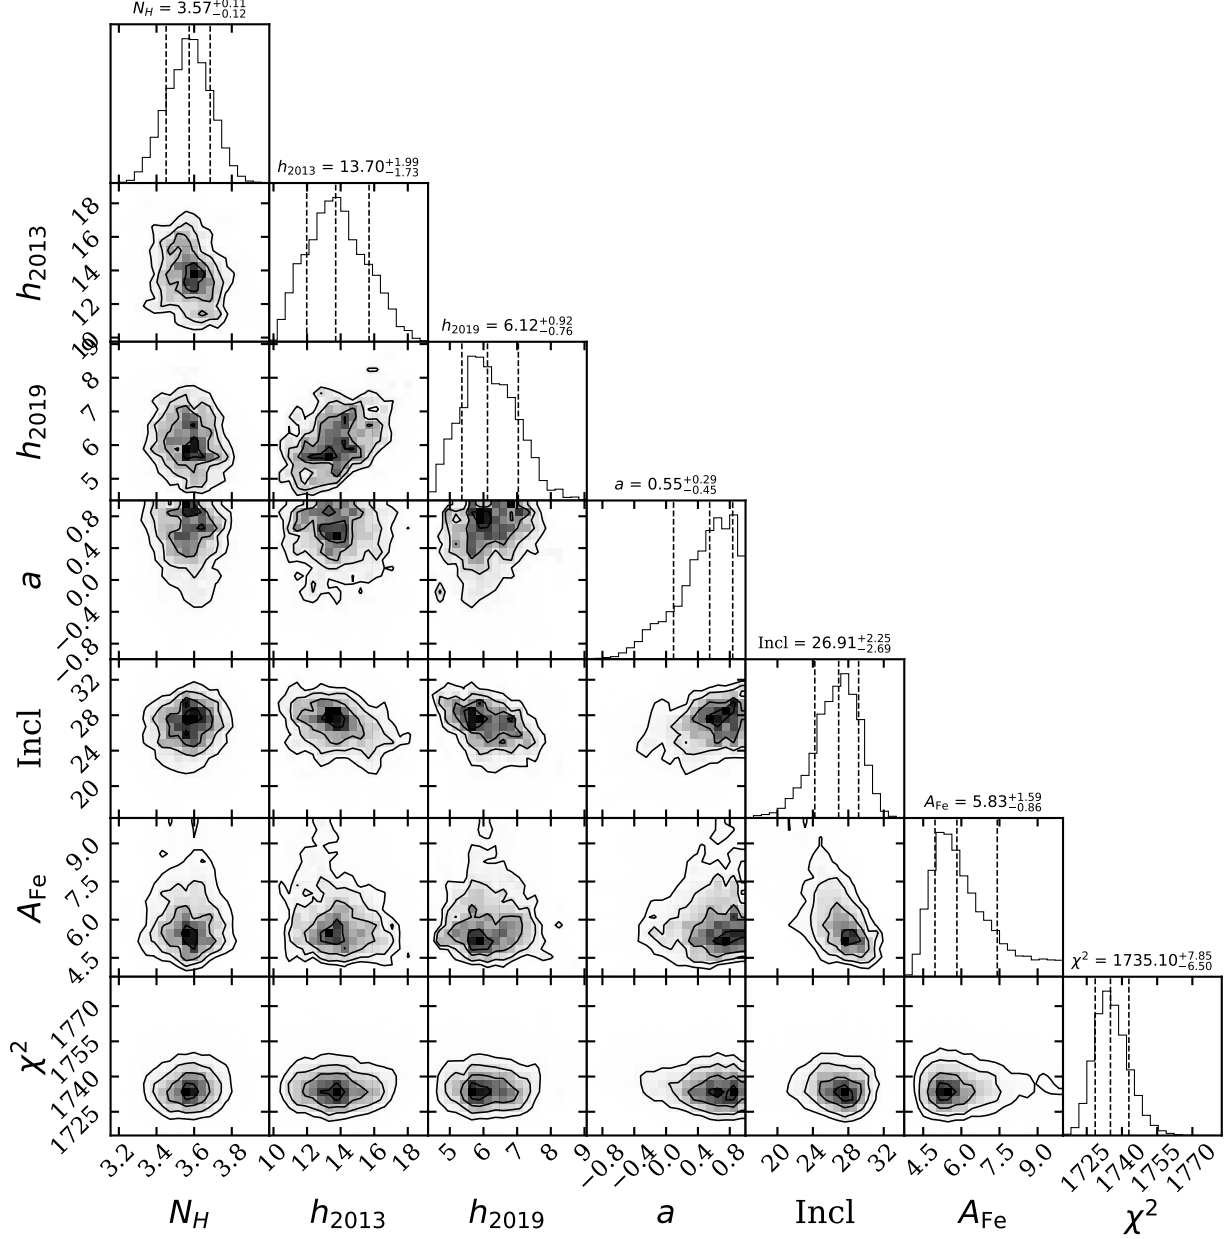 N_H = 3.57^{+0.11}_{-0.12}
h_{2013} = 13.70^{+1.99}_{-1.73}
h_{2013}
18
16
14
12
10
h_{2019} = 6.12^{+0.92}_{-0.76}
h_{2019}
9
8
7
6
5
a = 0.55^{+0.29}_{-0.45}
a
0.8
0.4
0.0
−0.4
−0.8
Incl = 26.91^{+2.25}_{-2.69}
Incl
32
28
24
20
A_{Fe} = 5.83^{+1.59}_{-0.86}
A_{Fe}
9.0
7.5
6.0
4.5
χ² = 1735.10^{+7.85}_{-6.50}
χ²
1770
1755
1740
1725
3.2 3.4 3.6 3.8 10 12 14 16 18 5 6 7 8 9 −0.8 −0.4 0.0 0.4 0.8 20 24 28 32 4.5 6.0 7.5 9.0 1725 1740 1755 1770
N_H h_{2013} h_{2019} a Incl A_{Fe} χ²